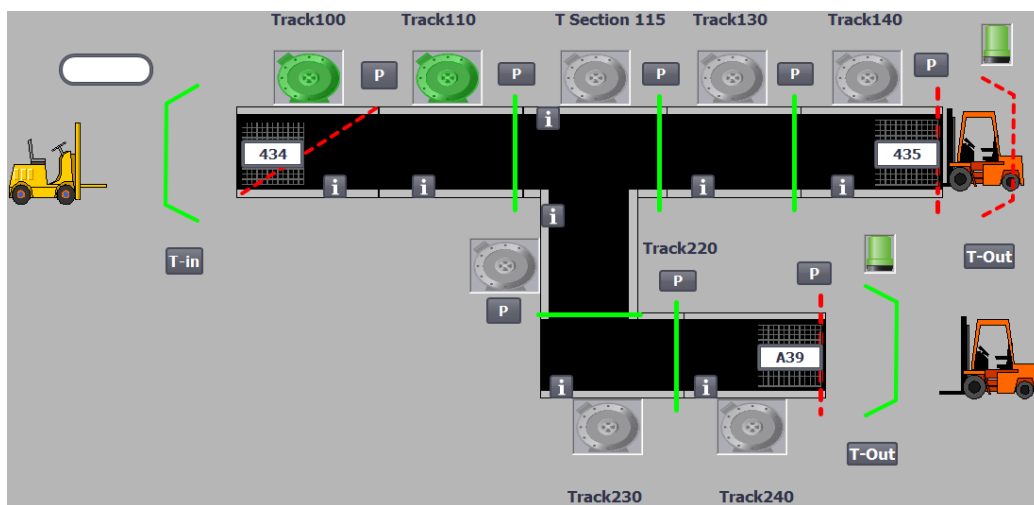 Track100 Track110 T Section 115 Track130 Track140
P P P P P
i
434 435
i i i i
i
T-in Track220 T-Out
P P
P
A39
i i
T-Out
Track230 Track240